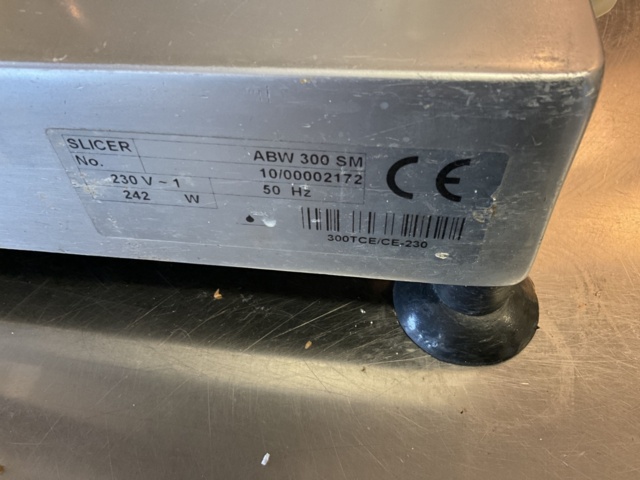 SLICER ABW 300 SM
No. 10/00002172
230 V ~ 1 50 Hz
242 W
CE
300TCE/CE-230